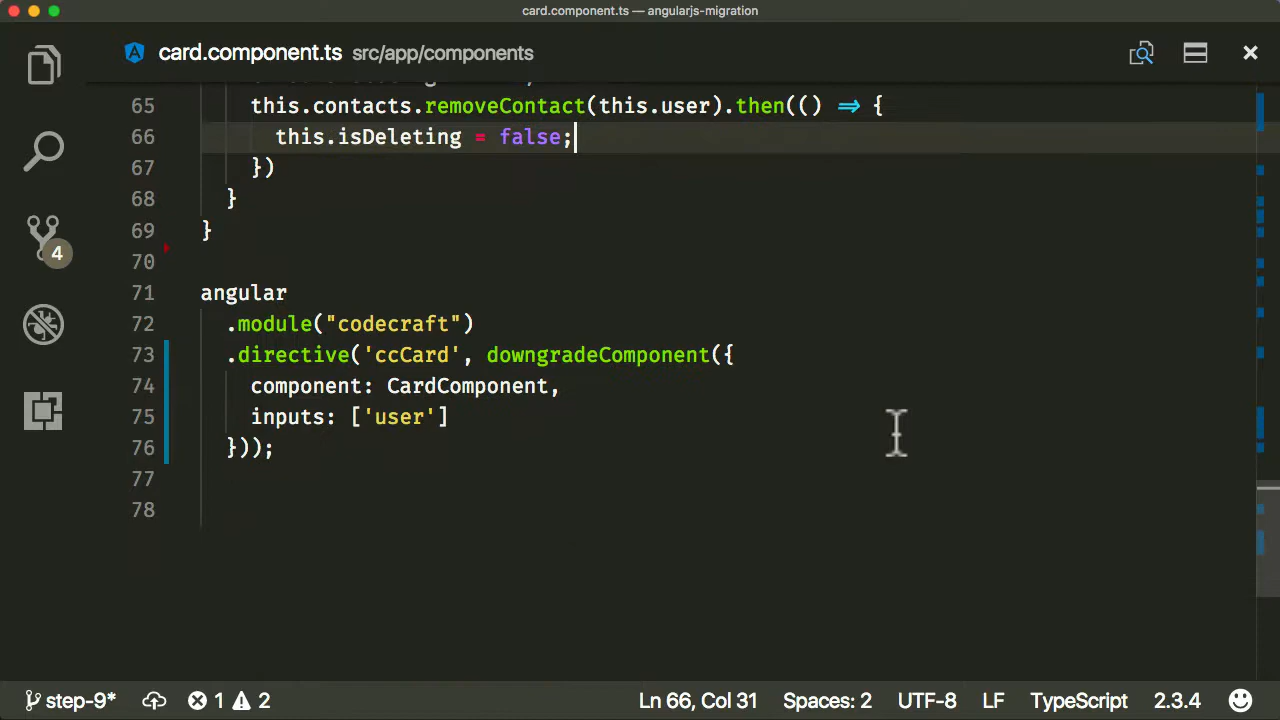 card.component.ts — angularjs-migration
card.component.ts src/app/components
65 this.contacts.removeContact(this.user).then(() => {
66 this.isDeleting = false;
67 })
68 }
69 }
70
71 angular
72 .module("codecraft")
73 .directive('ccCard', downgradeComponent({
74 component: CardComponent,
75 inputs: ['user']
76 }));
77
78
4
step-9* 1 2 Ln 66, Col 31 Spaces: 2 UTF-8 LF TypeScript 2.3.4